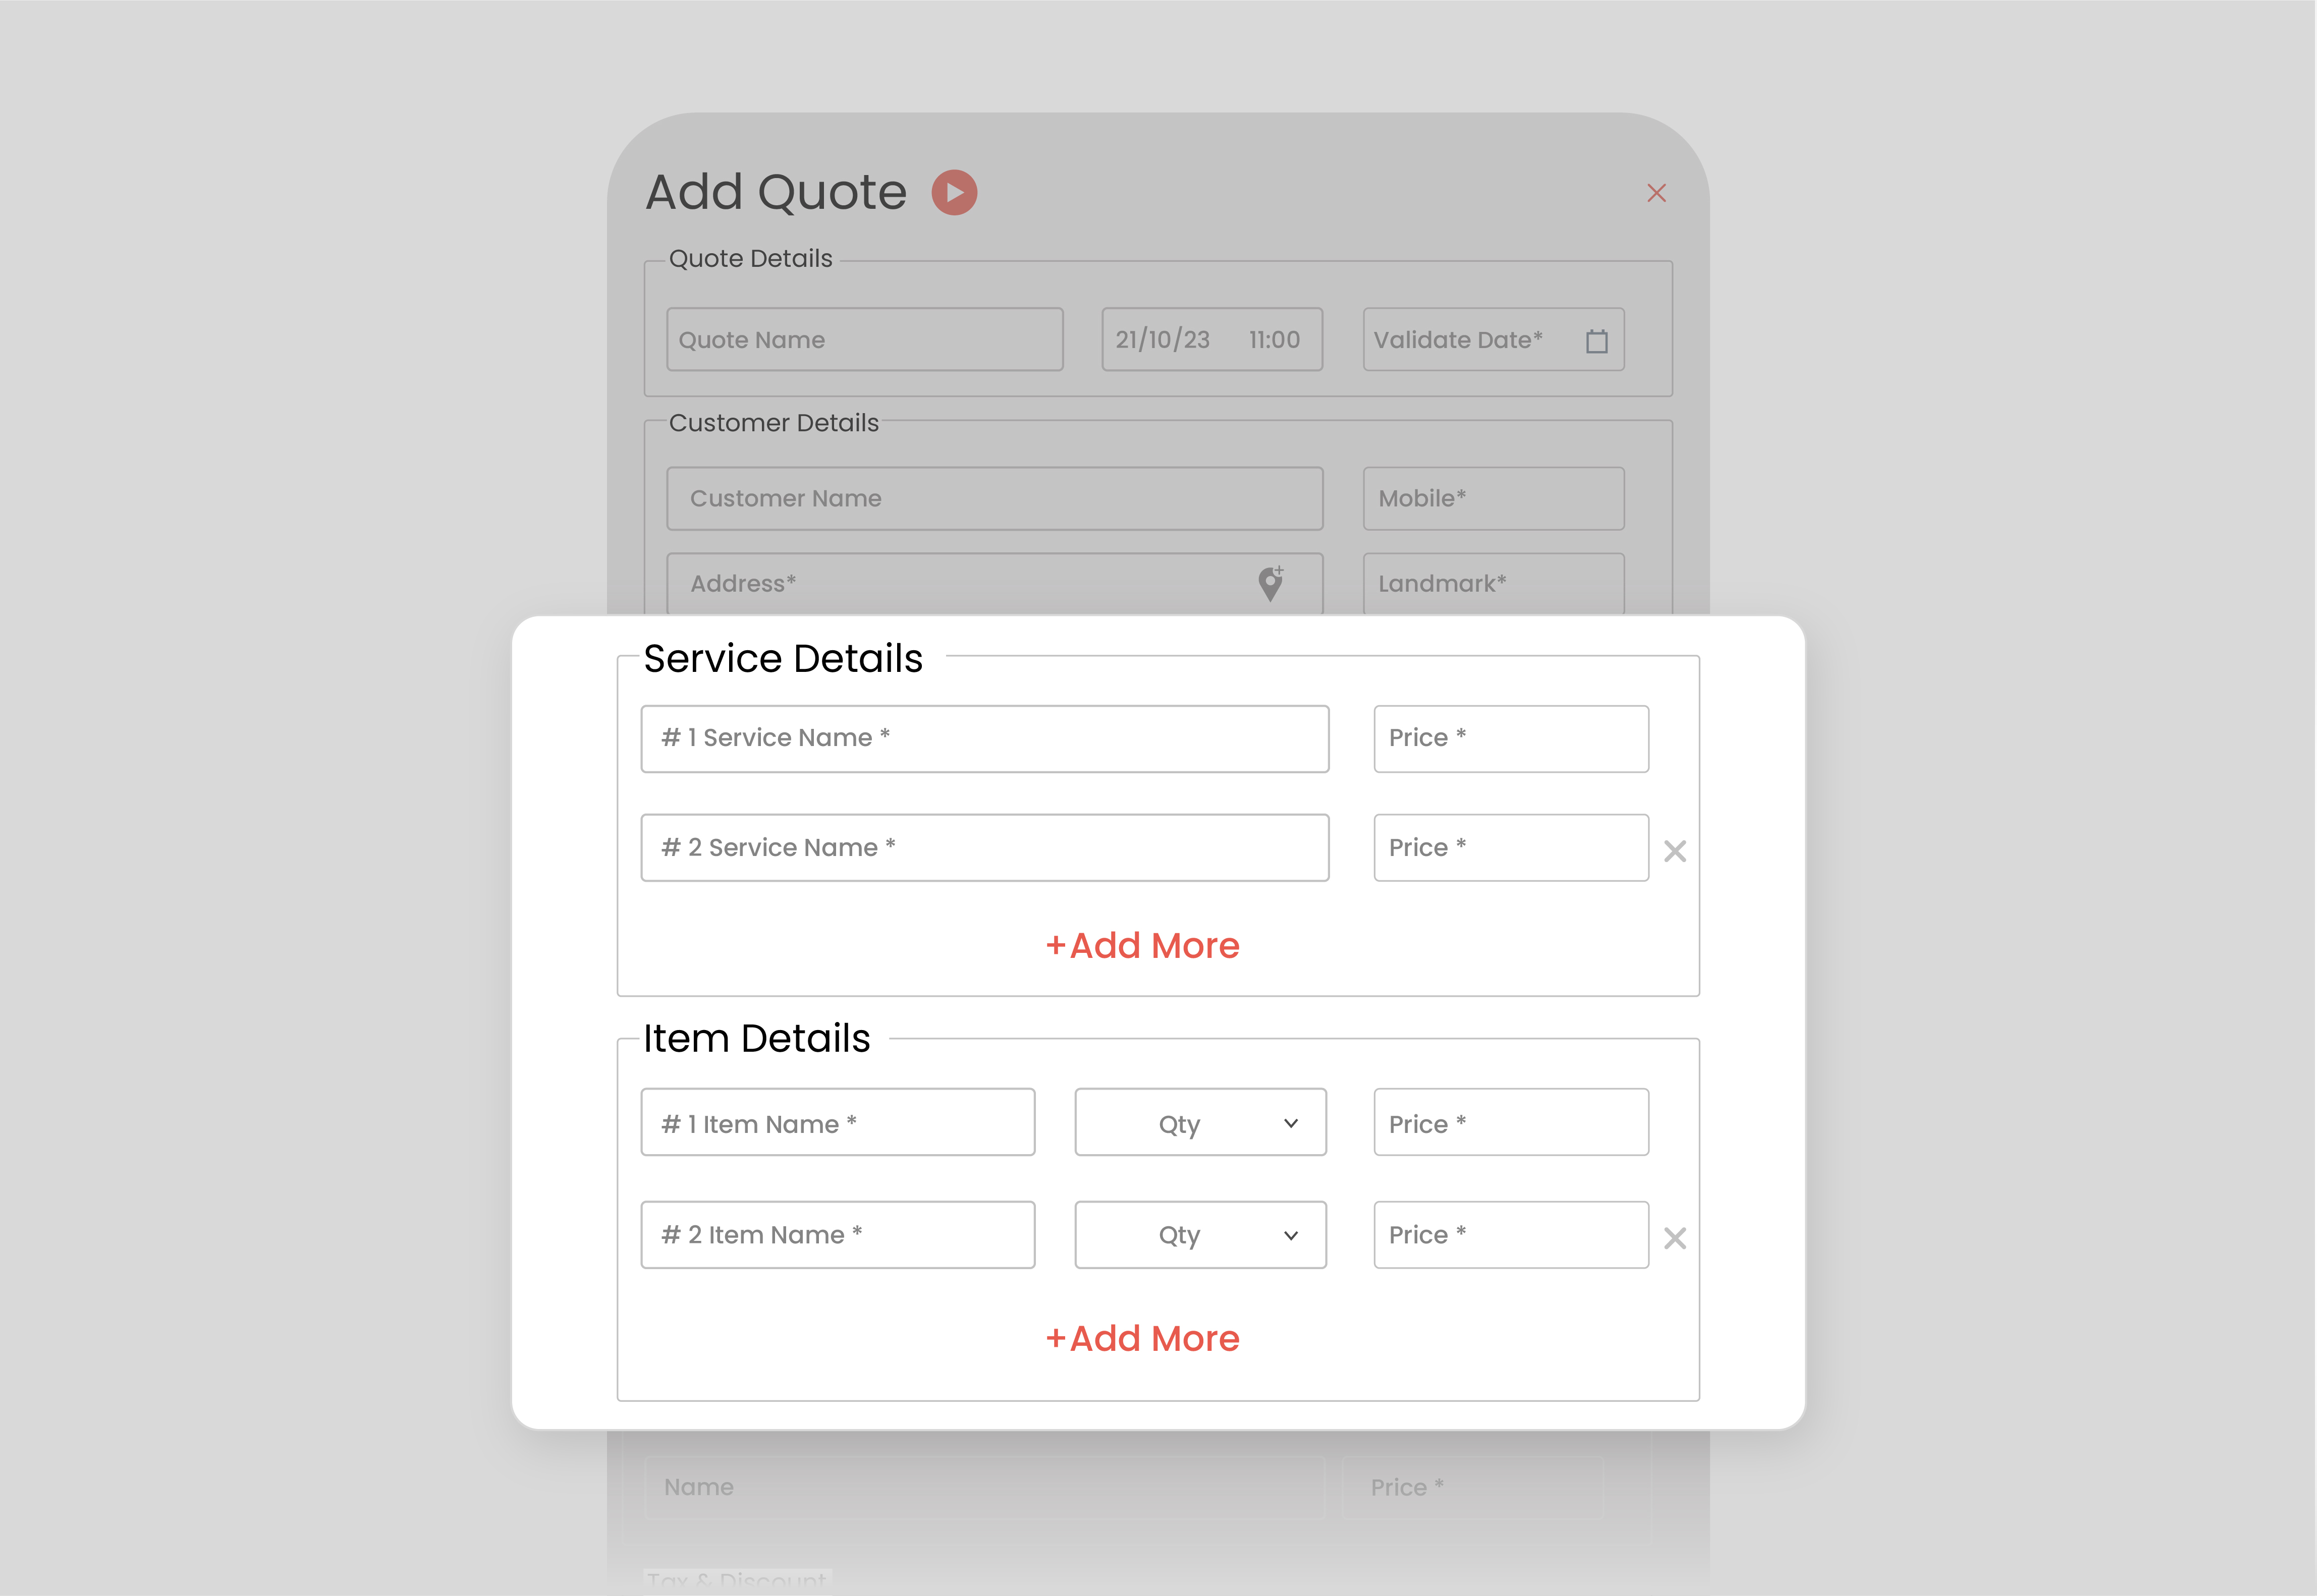 Add Quote
Quote Details
Quote Name 21/10/23 11:00 Validate Date*
Customer Details
Customer Name Mobile*
Address* Landmark*
Service Details
# 1 Service Name * Price *
# 2 Service Name * Price *
+Add More
Item Details
# 1 Item Name * Qty Price *
# 2 Item Name * Qty Price *
+Add More
Name Price *
Tax & Discount